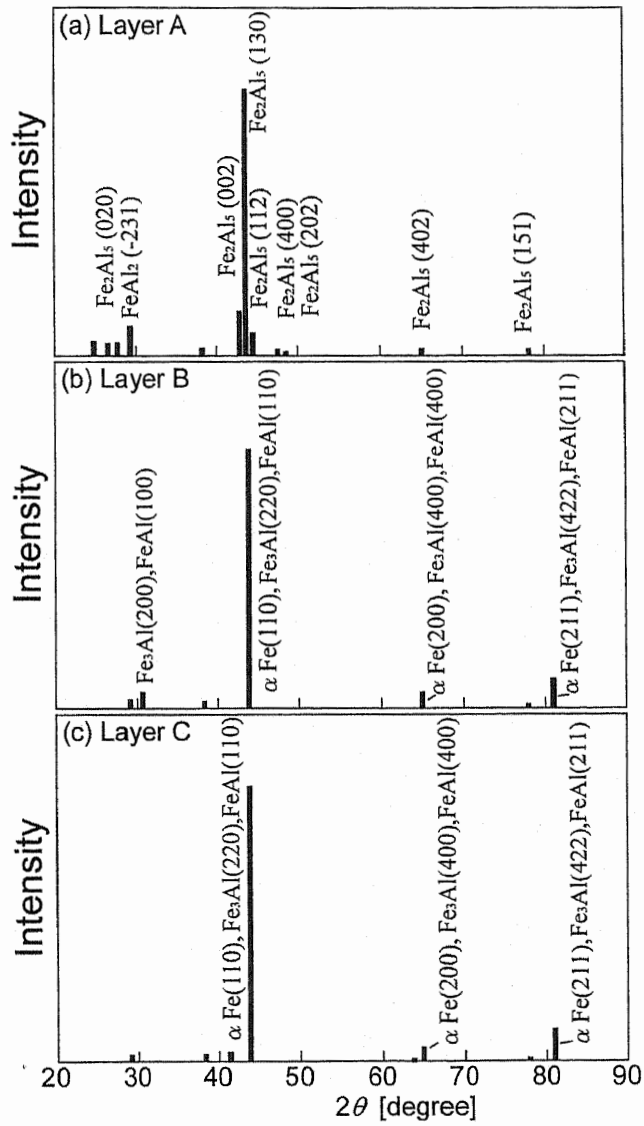 (a) Layer A
Intensity
Fe₂Al₅ (020)
FeAl₂ (-231)
Fe₂Al₅ (002)
Fe₂Al₅ (130)
Fe₂Al₅ (112)
Fe₂Al₅ (400)
Fe₂Al₅ (202)
Fe₂Al₅ (402)
Fe₂Al₅ (151)
(b) Layer B
Intensity
Fe₃Al(200),FeAl(100)
α Fe(110), Fe₃Al(220),FeAl(110)
α Fe(200), Fe₃Al(400),FeAl(400)
α Fe(211),Fe₃Al(422),FeAl(211)
(c) Layer C
Intensity
α Fe(110), Fe₃Al(220),FeAl(110)
α Fe(200), Fe₃Al(400),FeAl(400)
α Fe(211),Fe₃Al(422),FeAl(211)
20 30 40 50 60 70 80 90
2θ [degree]